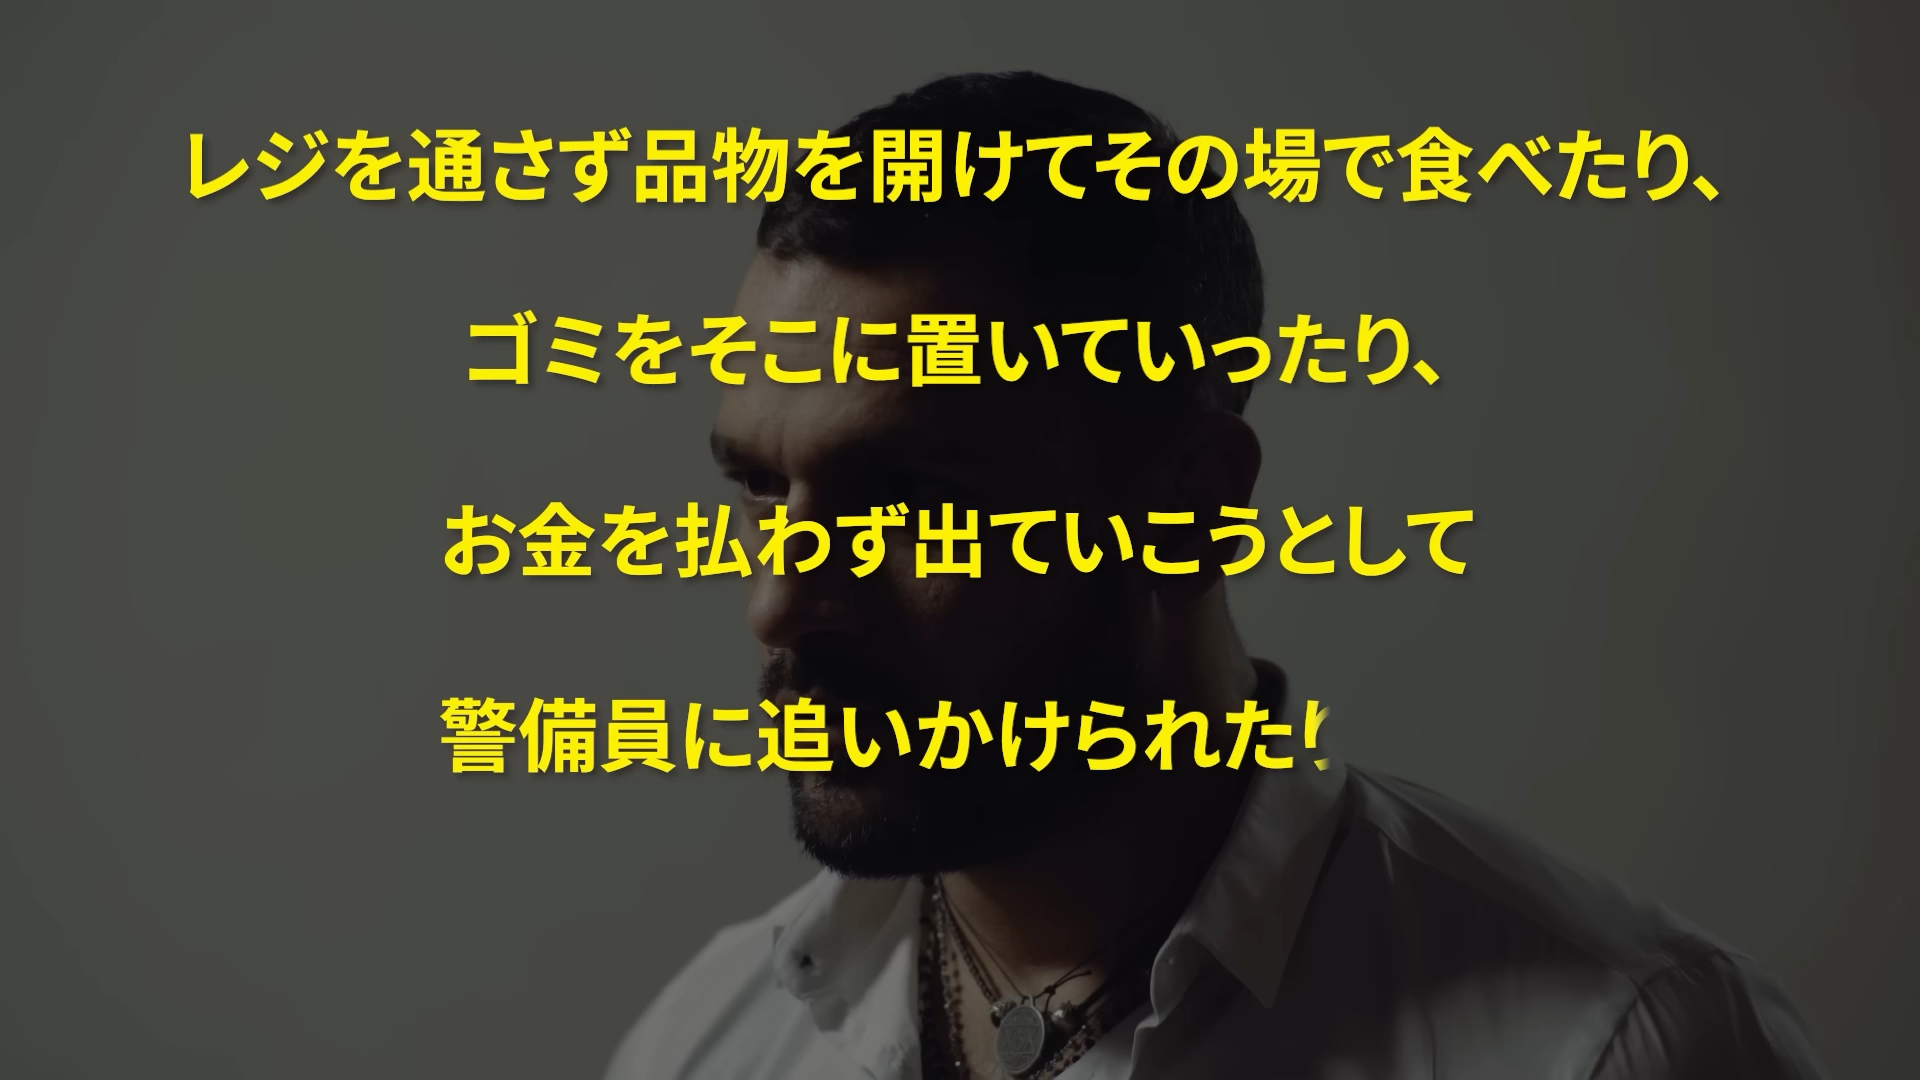 レジを通さず品物を開けてその場で食べたり、
ゴミをそこに置いていったり、
お金を払わず出ていこうとして
警備員に追いかけられたり